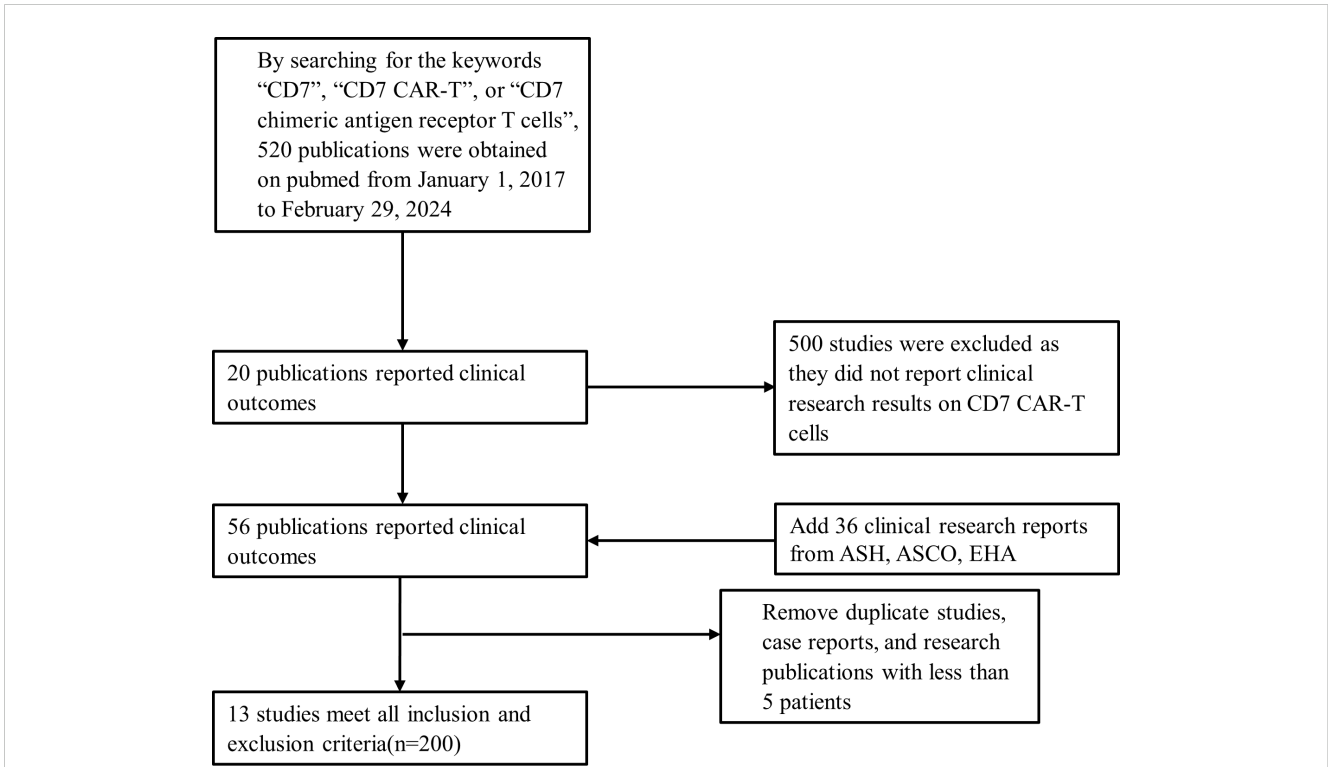 By searching for the keywords
“CD7”, “CD7 CAR-T”, or “CD7
chimeric antigen receptor T cells”,
520 publications were obtained
on pubmed from January 1, 2017
to February 29, 2024
20 publications reported clinical
outcomes
500 studies were excluded as
they did not report clinical
research results on CD7 CAR-T
cells
56 publications reported clinical
outcomes
Add 36 clinical research reports
from ASH, ASCO, EHA
Remove duplicate studies,
case reports, and research
publications with less than
5 patients
13 studies meet all inclusion and
exclusion criteria(n=200)